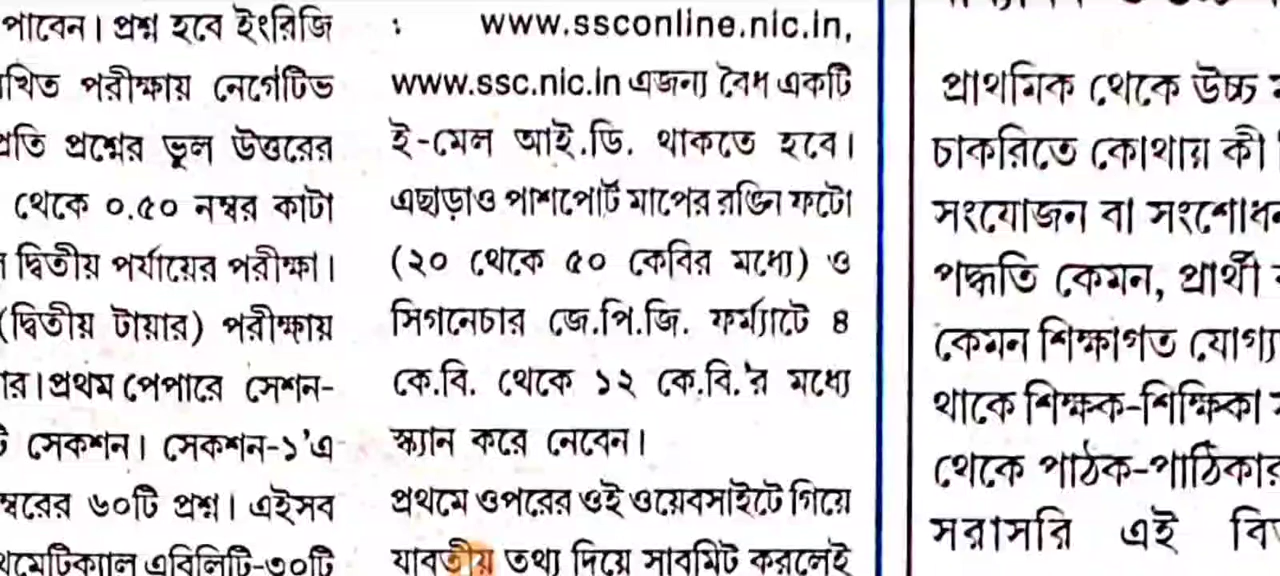 পাবেন। প্রশ্ন হবে ইংরিজি
পরীক্ষায় নেগেটিভ
প্রতি প্রশ্নের ভুল উত্তরের
থেকে ০.৫০ নম্বর কাটা
দ্বিতীয় পর্যায়ের পরীক্ষা।
(দ্বিতীয় টায়ার) পরীক্ষায়
প্রথম পেপারে সেশন-
সেকশন। সেকশন-১'এ
৬০টি প্রশ্ন। এইসব
এবিলিটি-৩০টি
: www.ssconline.nic.in,
www.ssc.nic.in এজন্য বৈধ একটি
ই-মেল আই.ডি. থাকতে হবে।
এছাড়াও পাশপোর্ট মাপের রঙিন ফটো
(২০ থেকে ৫০ কেবির মধ্যে) ও
সিগনেচার জে.পি.জি. ফর্ম্যাটে ৪
কে.বি. থেকে ১২ কে.বি.'র মধ্যে
স্ক্যান করে নেবেন।
প্রথমে ওপরের ওই ওয়েবসাইটে গিয়ে
যাবতীয় তথ্য দিয়ে সাবমিট করলেই
প্রাথমিক থেকে উচ্চ
চাকরিতে কোথায় কী
সংযোজন বা সংশোধন
পদ্ধতি কেমন, প্রার্থী
কেমন শিক্ষাগত যোগ্য
থাকে শিক্ষক-শিক্ষিকা
থেকে পাঠক-পাঠিকার
সরাসরি এই